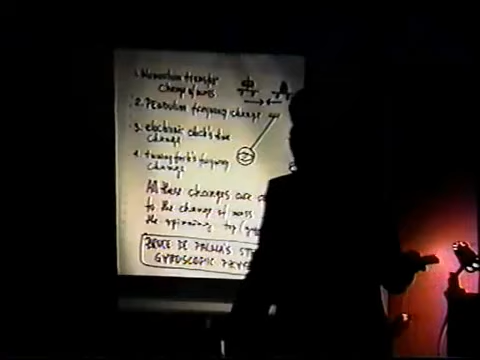 1. Momentum transfer
Change of mass
2. Pendulum frequency change
3. electronic clock's time
change
4. tuning fork's frequency
change
All these changes are
to the change of mass
the spinning top
BRUCE DE PALMA'S
GYROSCOPIC